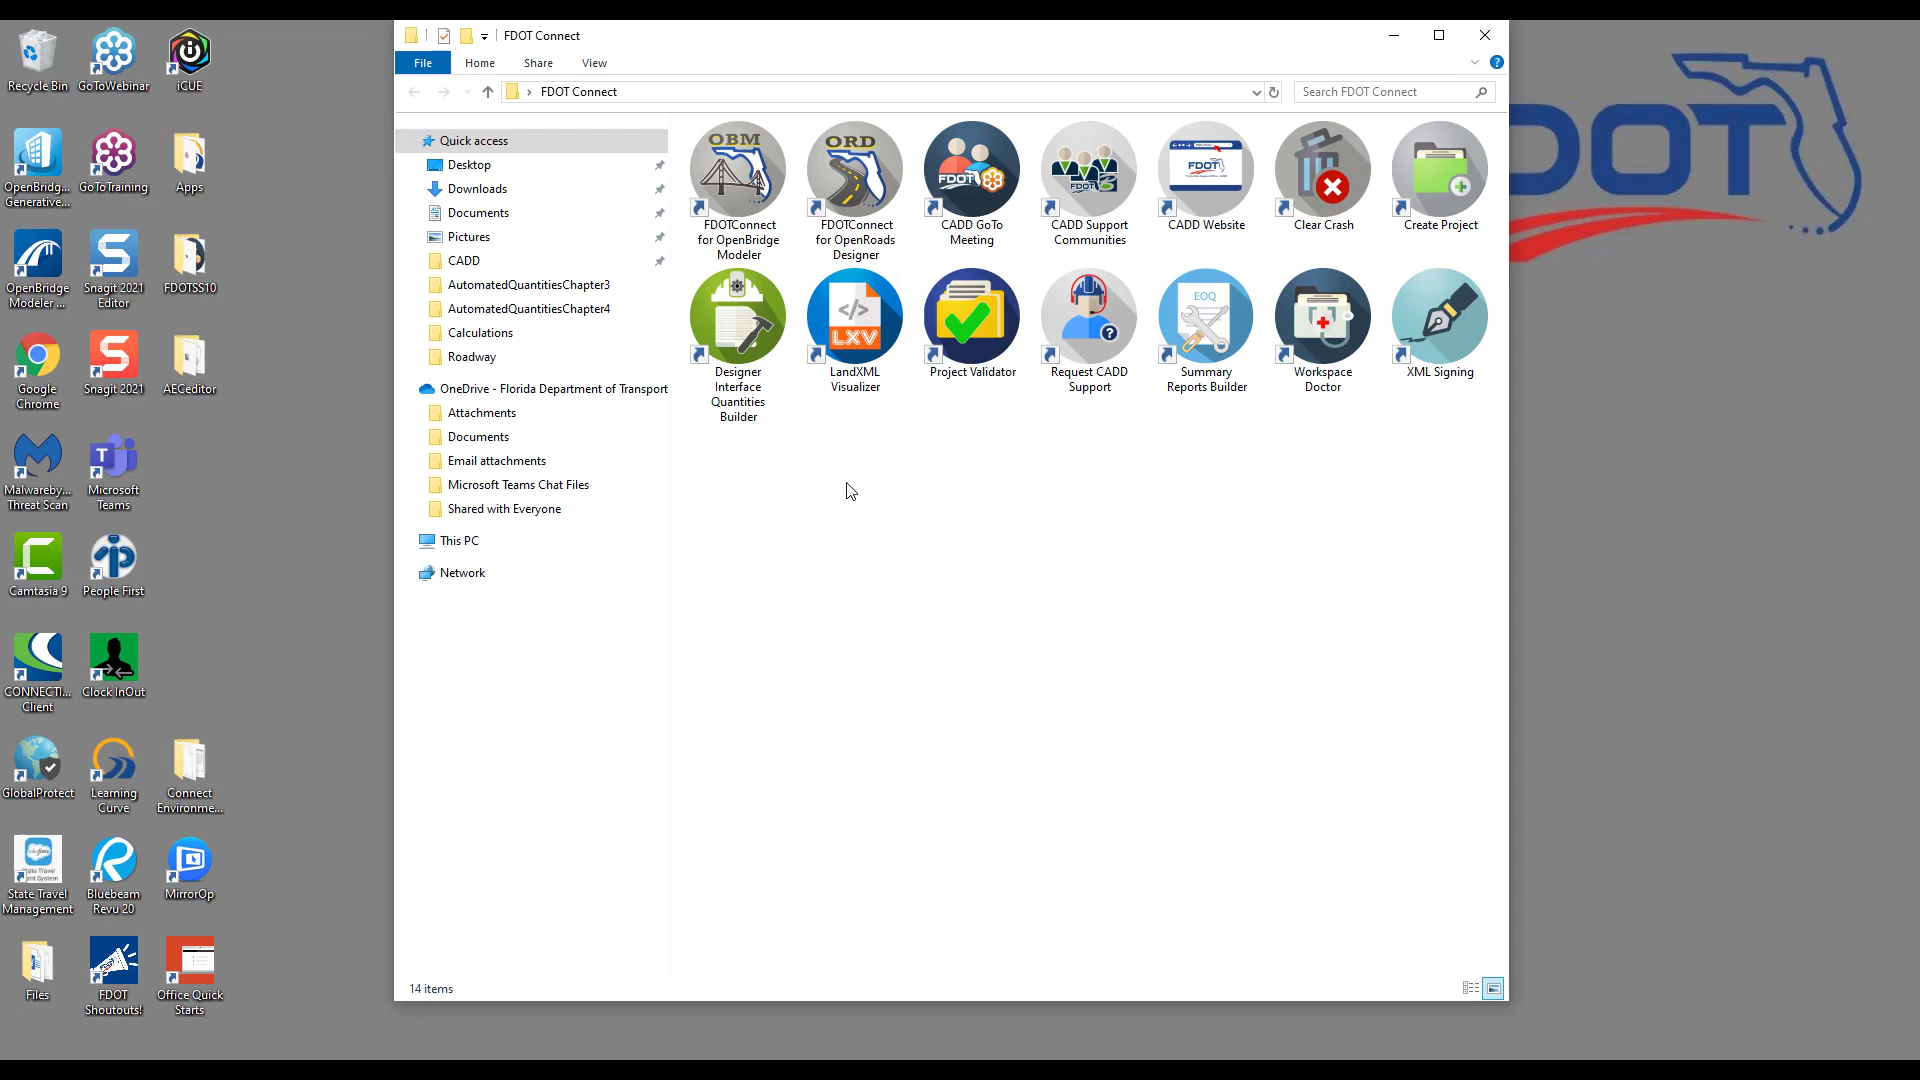 FDOT Connect
File
Home
Share
View
FDOT Connect
Search FDOT Connect
Recycle Bin
GoToWebinar
iCUE
OpenBridg...
Generative...
GoToTraining
Apps
OpenBridge
Modeler ...
Snagit 2021
Editor
FDOTSS10
Google
Chrome
Snagit 2021
AECeditor
Malwareby...
Threat Scan
Microsoft
Teams
Camtasia 9
People First
CONNECTI...
Client
Clock InOut
GlobalProtect
Learning
Curve
Connect
Environme...
State Travel
Management
Bluebeam
Revu 20
MirrorOp
Files
FDOT
Shoutouts!
Office Quick
Starts
Quick access
Desktop
Downloads
Documents
Pictures
CADD
AutomatedQuantitiesChapter3
AutomatedQuantitiesChapter4
Calculations
Roadway
OneDrive - Florida Department of Transport
Attachments
Documents
Email attachments
Microsoft Teams Chat Files
Shared with Everyone
This PC
Network
OBM
FDOTConnect
for OpenBridge
Modeler
ORD
FDOTConnect
for OpenRoads
Designer
FDOT
CADD GoTo
Meeting
FDOT
CADD Support
Communities
FDOT
CADD Website
Clear Crash
Create Project
Designer
Interface
Quantities
Builder
</>
LXV
LandXML
Visualizer
Project Validator
Request CADD
Support
EOQ
Summary
Reports Builder
Workspace
Doctor
XML Signing
14 items
FDOT